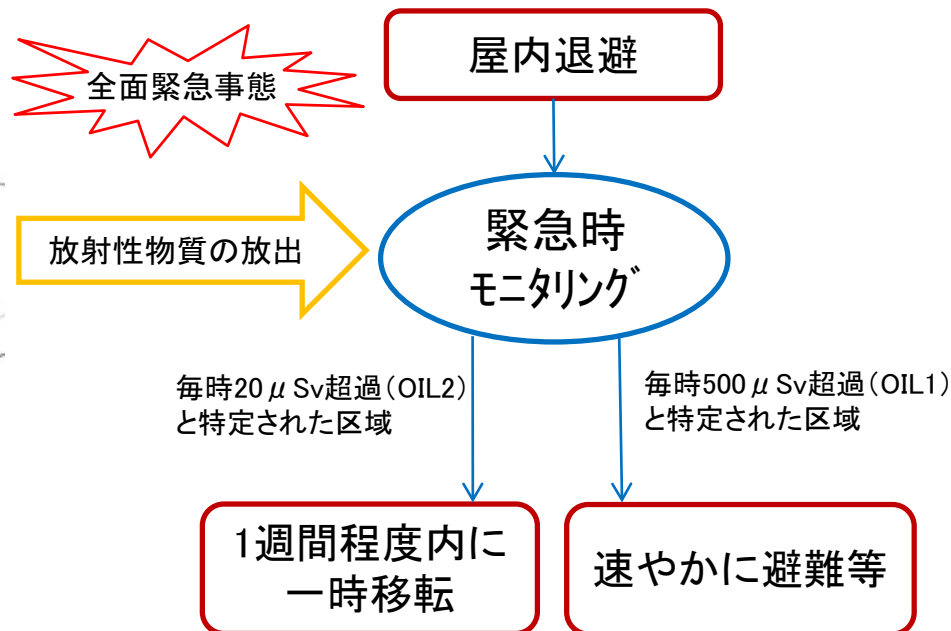 屋内退避
全面緊急事態
放射性物質の放出
緊急時
モニタリング
毎時20μSv超過(OIL2)
と特定された区域
毎時500μSv超過(OIL1)
と特定された区域
1週間程度内に
一時移転
速やかに避難等